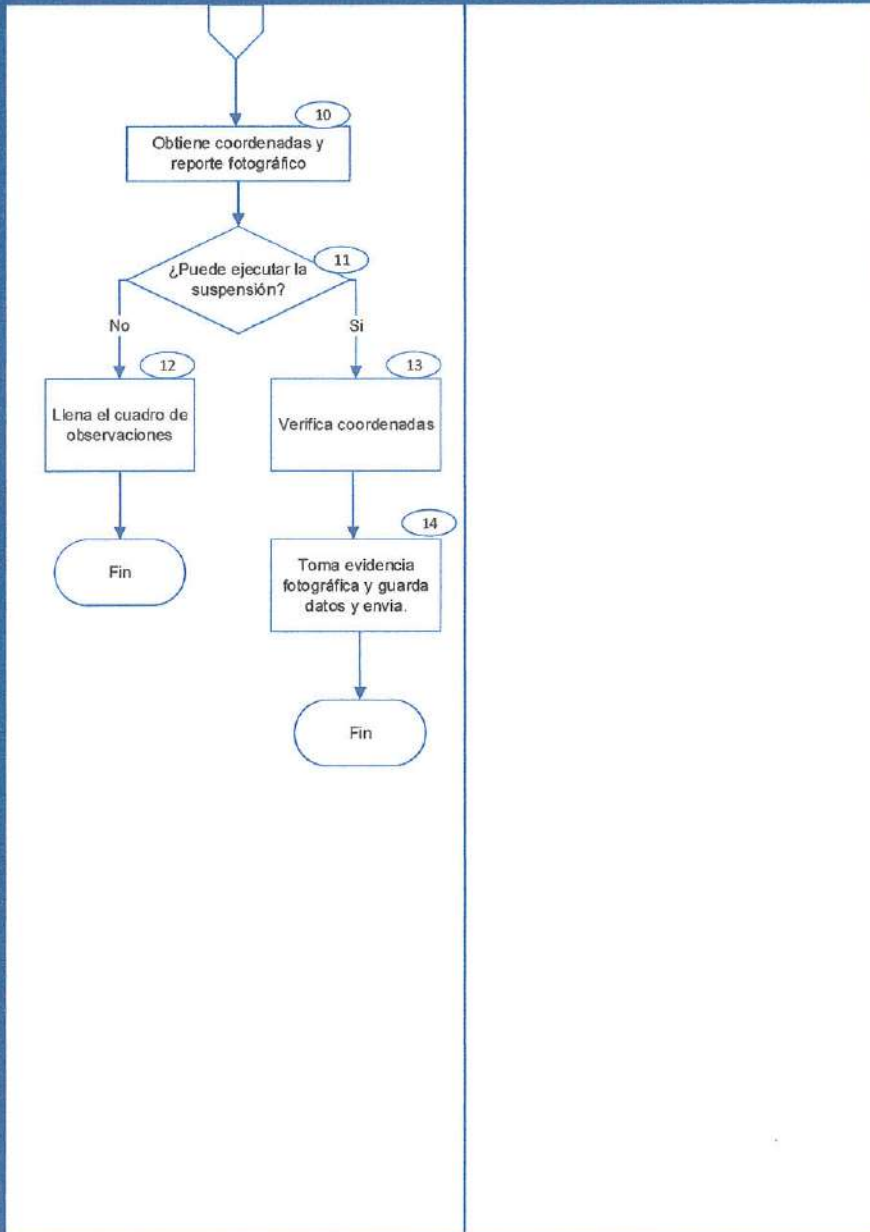 10
Obtiene coordenadas y
reporte fotográfico
11
¿Puede ejecutar la
suspensión?
No
Si
12
Llena el cuadro de
observaciones
13
Verifica coordenadas
Fin
14
Toma evidencia
fotográfica y guarda
datos y envia.
Fin